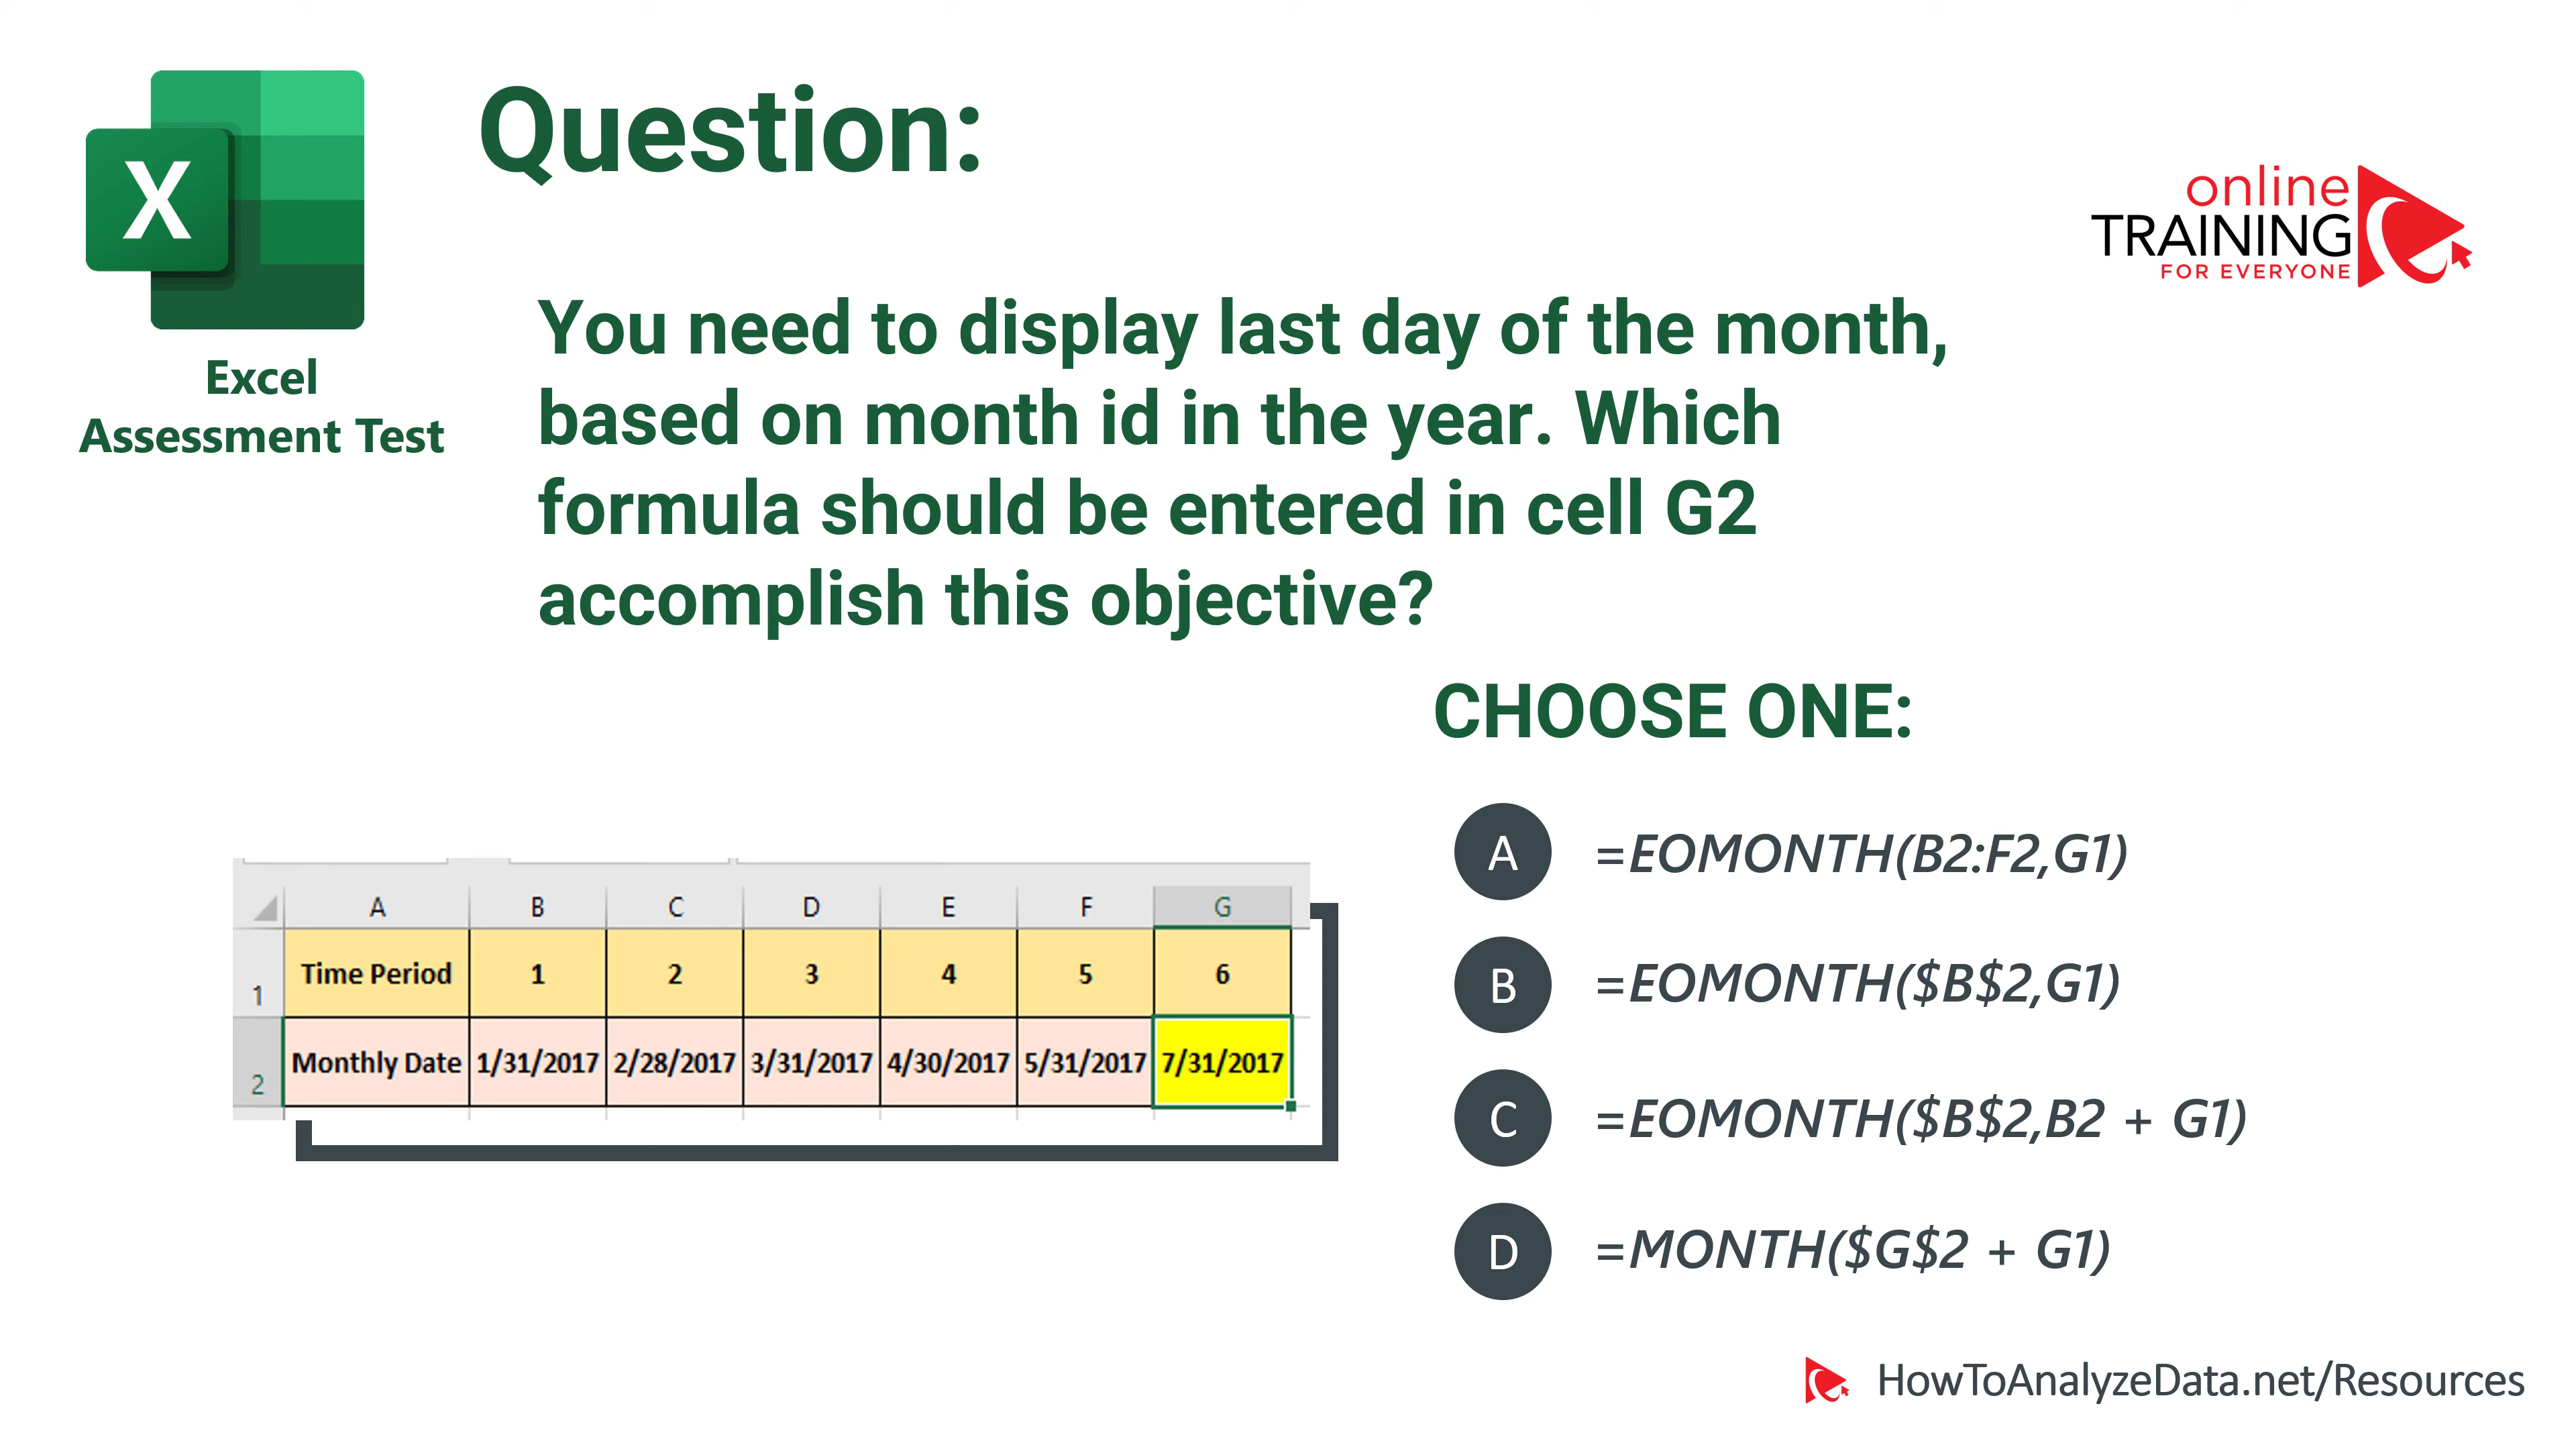 X
Excel
Assessment Test
Question:
online
TRAINING
FOR EVERYONE
You need to display last day of the month,
based on month id in the year. Which
formula should be entered in cell G2
accomplish this objective?
CHOOSE ONE:
A =EOMONTH(B2:F2,G1)
B =EOMONTH($B$2,G1)
C =EOMONTH($B$2,B2 + G1)
D =MONTH($G$2 + G1)
A B C D E F G
1 Time Period 1 2 3 4 5 6
2 Monthly Date 1/31/2017 2/28/2017 3/31/2017 4/30/2017 5/31/2017 7/31/2017
HowToAnalyzeData.net/Resources